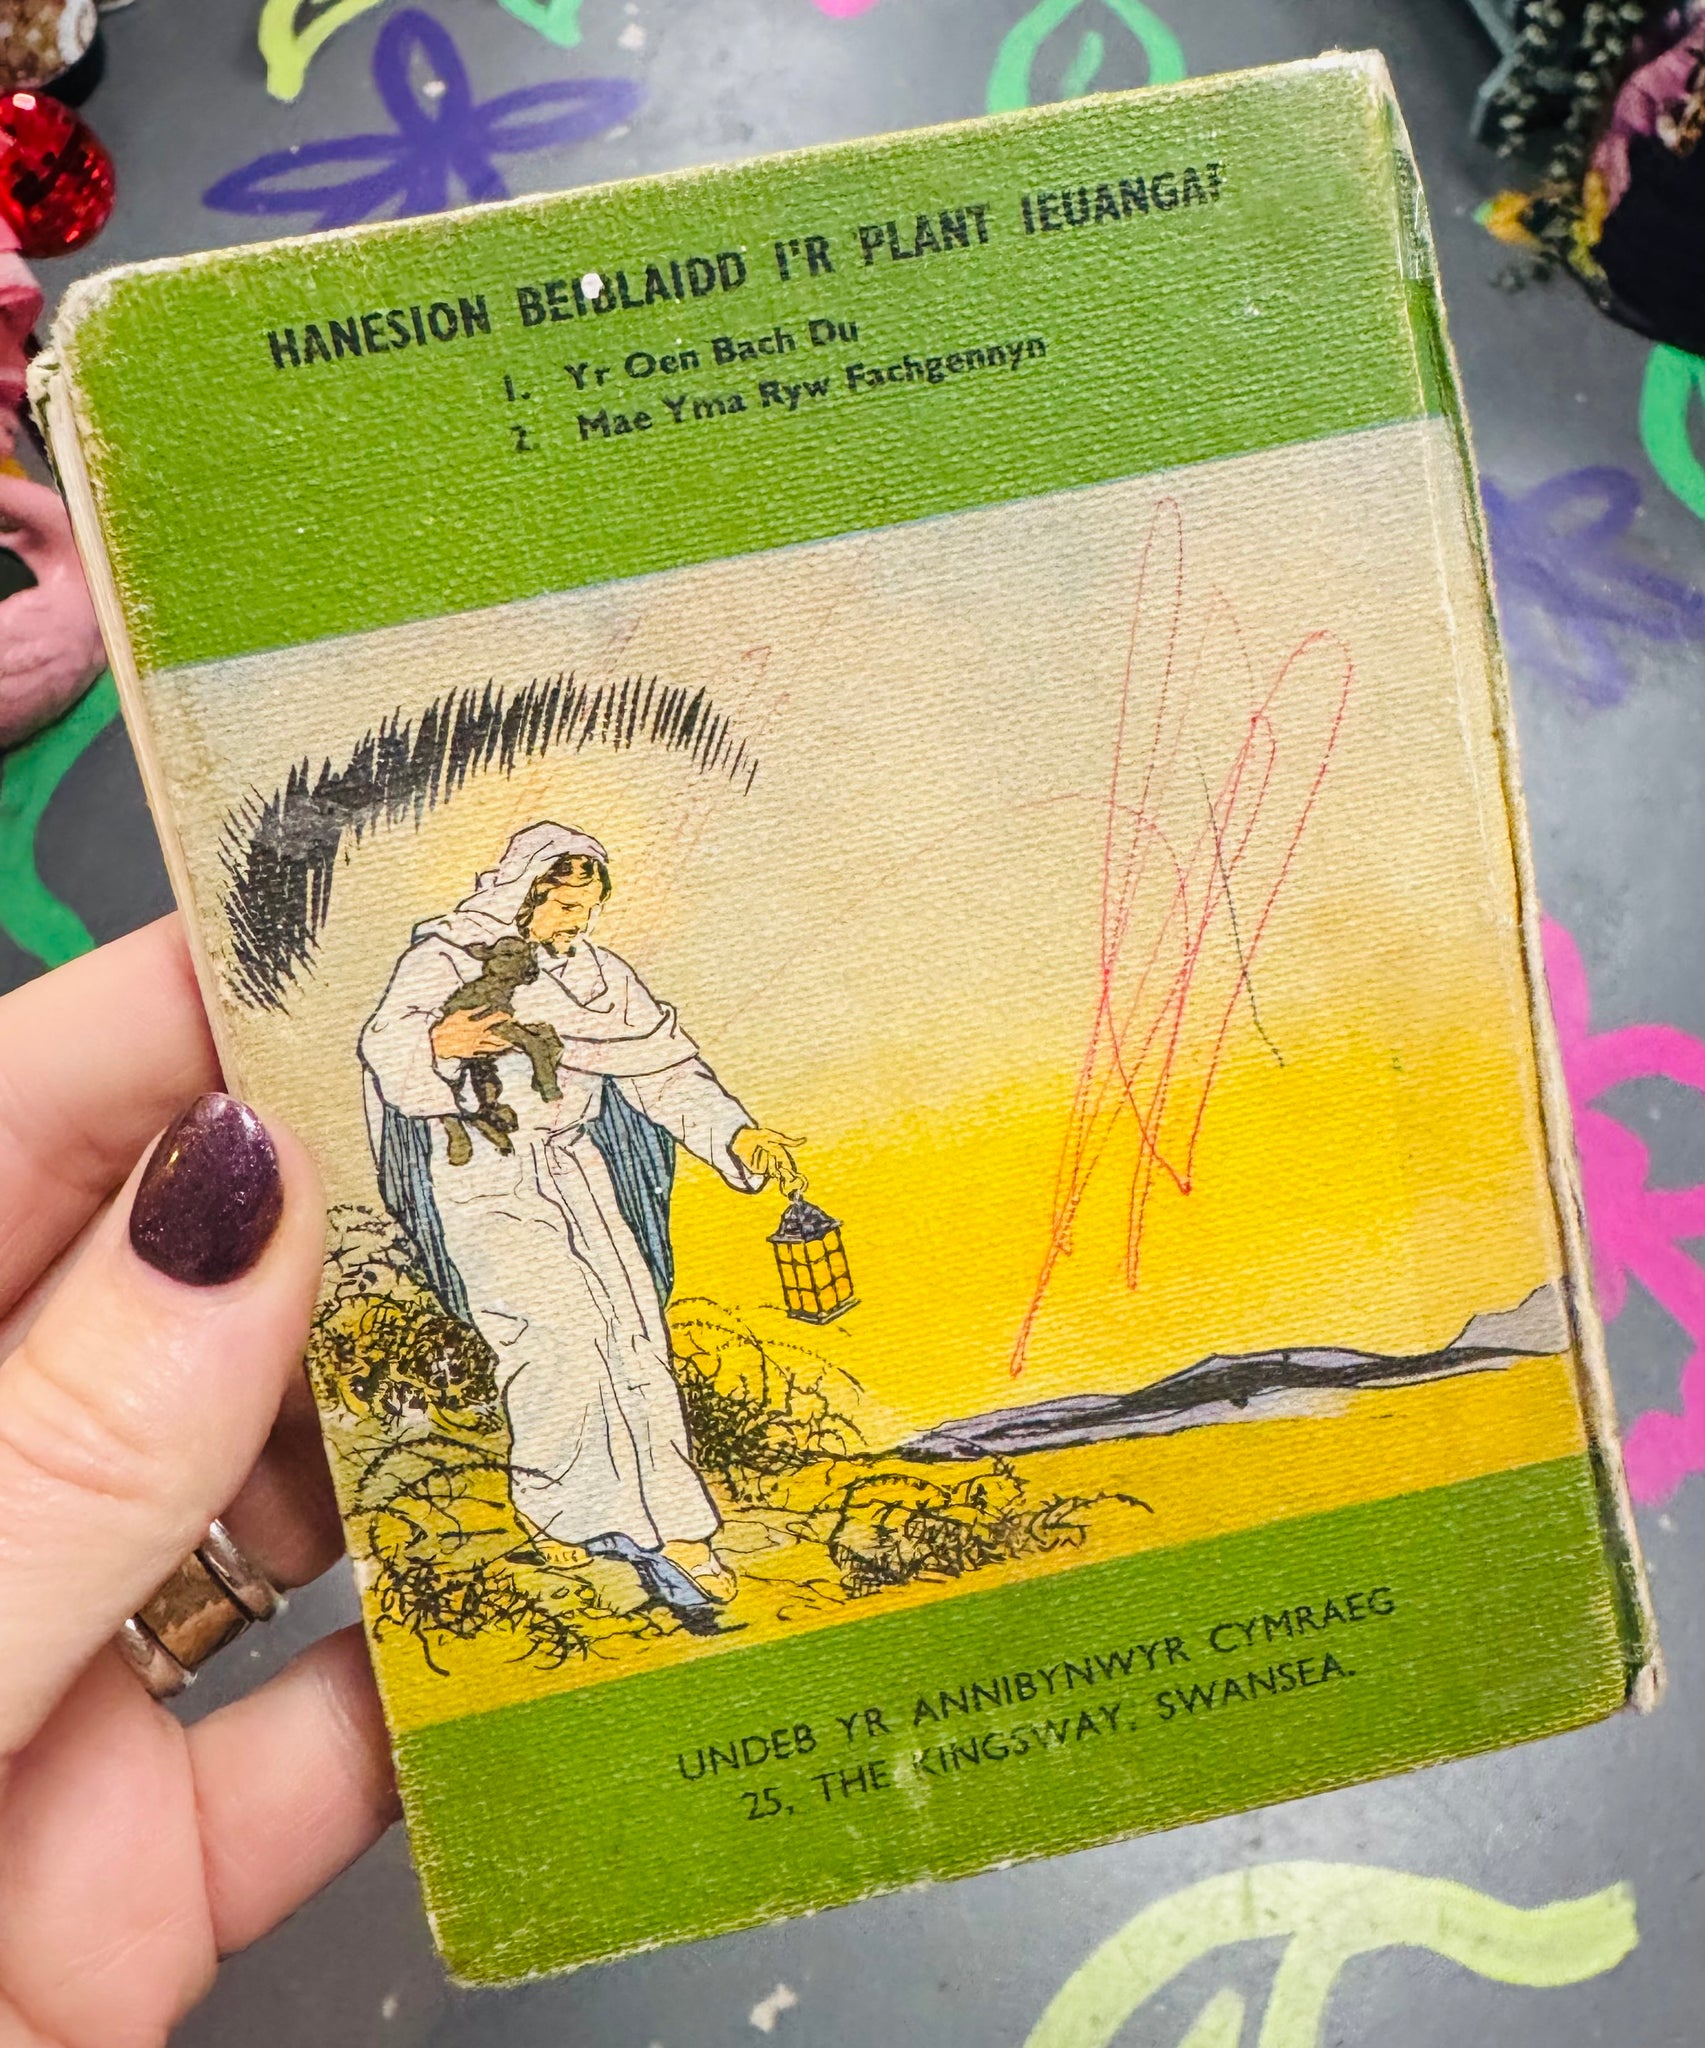 HANESION BEIBLAIDD I'R PLANT IEUANGAF
1. Yr Oen Bach Du
2. Mae Yma Ryw Fachgennyn
UNDEB YR ANNIBYNWYR CYMRAEG
25, THE KINGSWAY, SWANSEA.